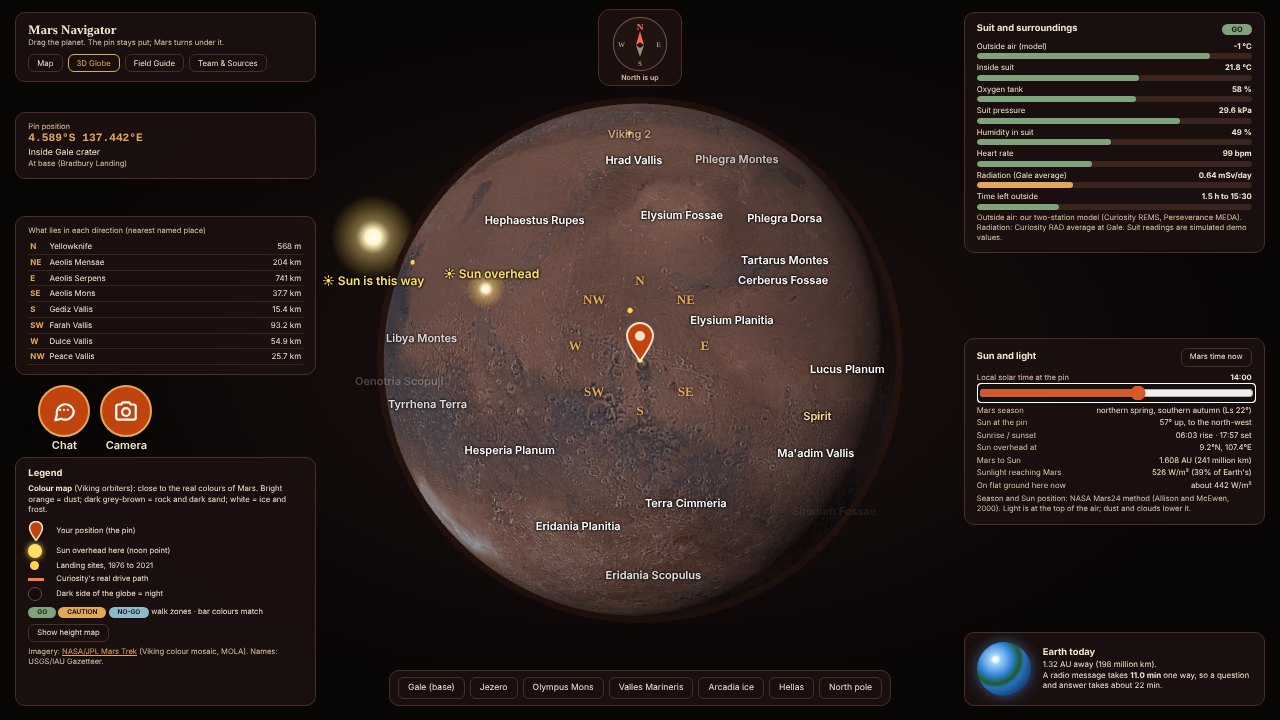 Mars Navigator
Drag the planet. The pin stays put; Mars turns under it.
Map
3D Globe
Field Guide
Team & Sources
Pin position
4.589°S 137.442°E
Inside Gale crater
At base (Bradbury Landing)
What lies in each direction (nearest named place)
N Yellowknife 568 m
NE Aeolis Mensae 204 km
E Aeolis Serpens 741 km
SE Aeolis Mons 37.7 km
S Gediz Vallis 15.4 km
SW Farah Vallis 93.2 km
W Dulce Vallis 54.9 km
NW Peace Vallis 25.7 km
Chat
Camera
Legend
Colour map (Viking orbiters): close to the real colours of Mars. Bright
orange = dust; dark grey-brown = rock and dark sand; white = ice and
frost.
Your position (the pin)
Sun overhead here (noon point)
Landing sites, 1976 to 2021
Curiosity's real drive path
Dark side of the globe = night
GO CAUTION NO-GO walk zones · bar colours match
Show height map
Imagery: NASA/JPL Mars Trek (Viking colour mosaic, MOLA). Names:
USGS/IAU Gazetteer.
N
W E
S
North is up
Viking 2
Hrad Vallis
Phlegra Montes
Hephaestus Rupes
Elysium Fossae
Phlegra Dorsa
Tartarus Montes
Cerberus Fossae
☀ Sun is this way
☀ Sun overhead
N
NW
NE
Elysium Planitia
Libya Montes
W
E
Oenotria Scopuli
Lucus Planum
SW
SE
Tyrrhena Terra
S
Spirit
Hesperia Planum
Ma'adim Vallis
Terra Cimmeria
Sirenum Fossae
Eridania Planitia
Eridania Scopulus
Gale (base)
Jezero
Olympus Mons
Valles Marineris
Arcadia ice
Hellas
North pole
Suit and surroundings
GO
Outside air (model) -1 °C
Inside suit 21.8 °C
Oxygen tank 58 %
Suit pressure 29.6 kPa
Humidity in suit 49 %
Heart rate 99 bpm
Radiation (Gale average) 0.64 mSv/day
Time left outside 1.5 h to 15:30
Outside air: our two-station model (Curiosity REMS, Perseverance MEDA).
Radiation: Curiosity RAD average at Gale. Suit readings are simulated demo
values.
Sun and light
Mars time now
Local solar time at the pin 14:00
Mars season northern spring, southern autumn (Ls 22°)
Sun at the pin 57° up, to the north-west
Sunrise / sunset 06:03 rise · 17:57 set
Sun overhead at 9.2°N, 107.4°E
Mars to Sun 1.608 AU (241 million km)
Sunlight reaching Mars 526 W/m² (39% of Earth's)
On flat ground here now about 442 W/m²
Season and Sun position: NASA Mars24 method (Allison and McEwen,
2000). Light is at the top of the air; dust and clouds lower it.
Earth today
1.32 AU away (198 million km).
A radio message takes 11.0 min one way, so a question
and answer takes about 22 min.